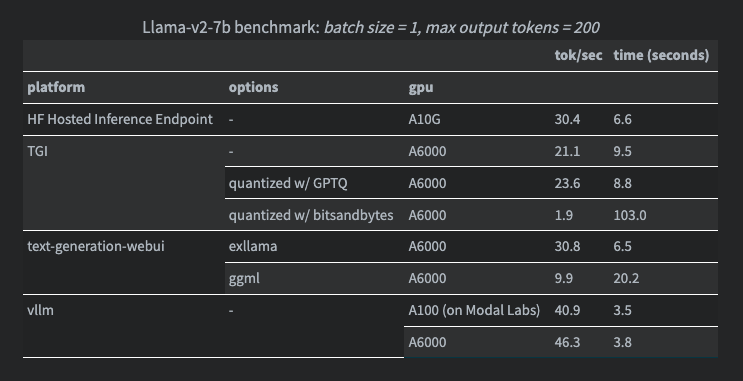 Llama-v2-7b benchmark: batch size = 1, max output tokens = 200
tok/sec time (seconds)
platform options gpu
HF Hosted Inference Endpoint - A10G 30.4 6.6
TGI - A6000 21.1 9.5
quantized w/ GPTQ A6000 23.6 8.8
quantized w/ bitsandbytes A6000 1.9 103.0
text-generation-webui exllama A6000 30.8 6.5
ggml A6000 9.9 20.2
vllm - A100 (on Modal Labs) 40.9 3.5
A6000 46.3 3.8